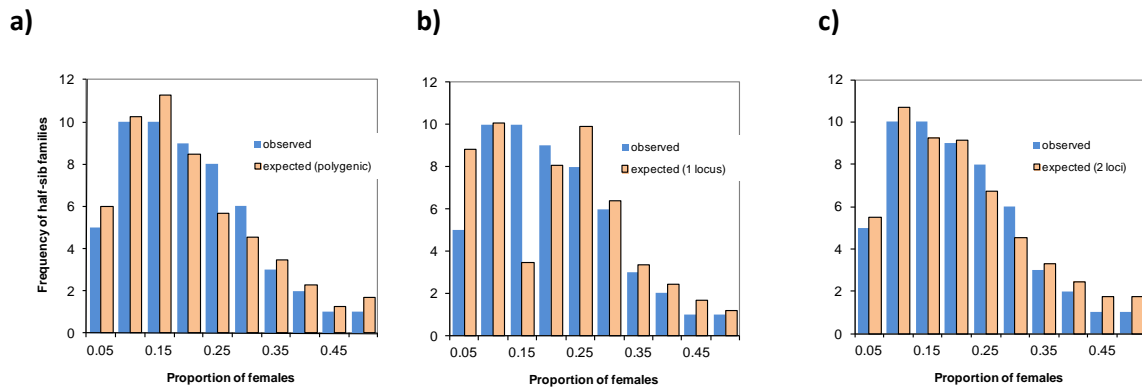 a)
Frequency of half-sib families
12
10
8
6
4
2
0
observed
expected (polygenic)
0.05 0.15 0.25 0.35 0.45
Proportion of females
b)
12
10
8
6
4
2
0
observed
expected (1 locus)
0.05 0.15 0.25 0.35 0.45
Proportion of females
c)
12
10
8
6
4
2
0
observed
expected (2 loci)
0.05 0.15 0.25 0.35 0.45
Proportion of females